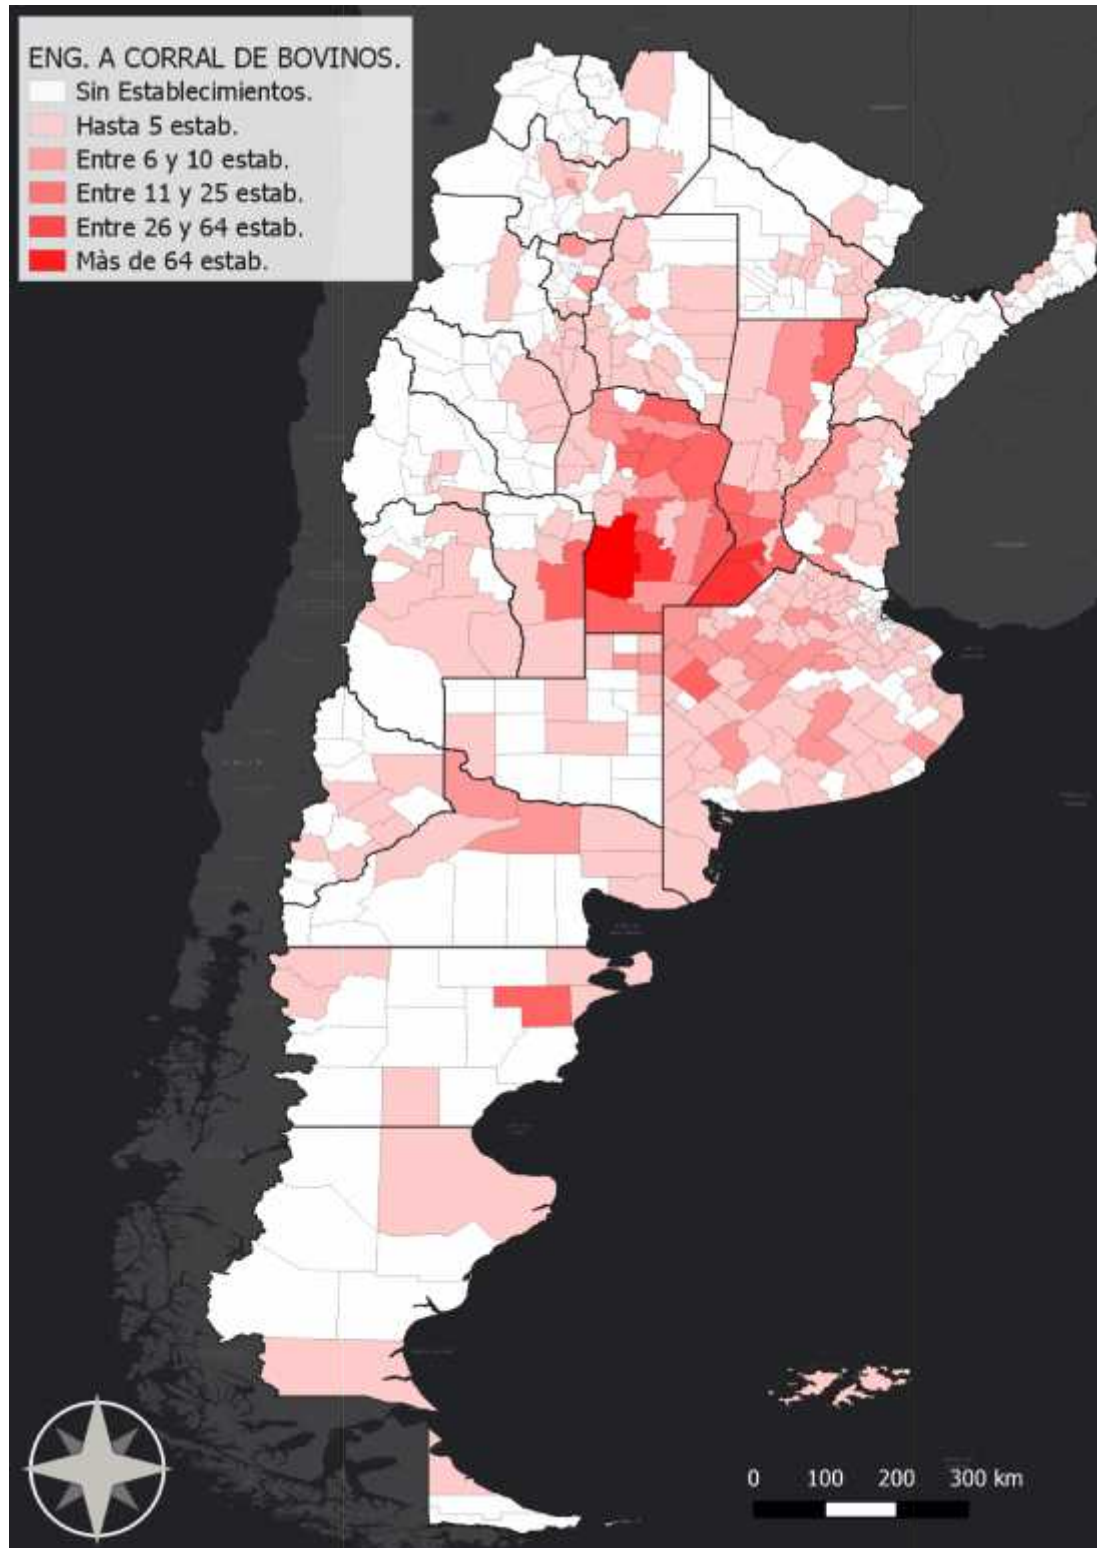 ENG. A CORRAL DE BOVINOS.
Sin Establecimientos.
Hasta 5 estab.
Entre 6 y 10 estab.
Entre 11 y 25 estab.
Entre 26 y 64 estab.
Màs de 64 estab.
0 100 200 300 km